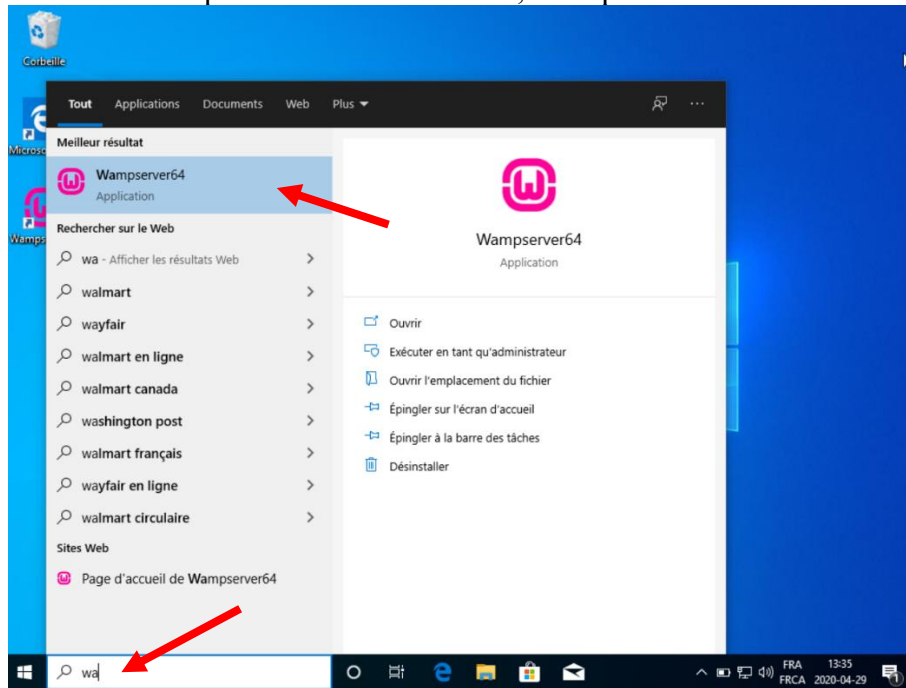 Corbeille
Tout Applications Documents Web Plus
Meilleur résultat
Wampserver64
Application
Rechercher sur le Web
wa - Afficher les résultats Web
walmart
wayfair
walmart en ligne
walmart canada
washington post
walmart français
wayfair en ligne
walmart circulaire
Sites Web
Page d'accueil de Wampserver64
Wampserver64
Application
Ouvrir
Exécuter en tant qu'administrateur
Ouvrir l'emplacement du fichier
Épingler sur l'écran d'accueil
Épingler à la barre des tâches
Désinstaller
wa
FRA 13:35
FRCA 2020-04-29